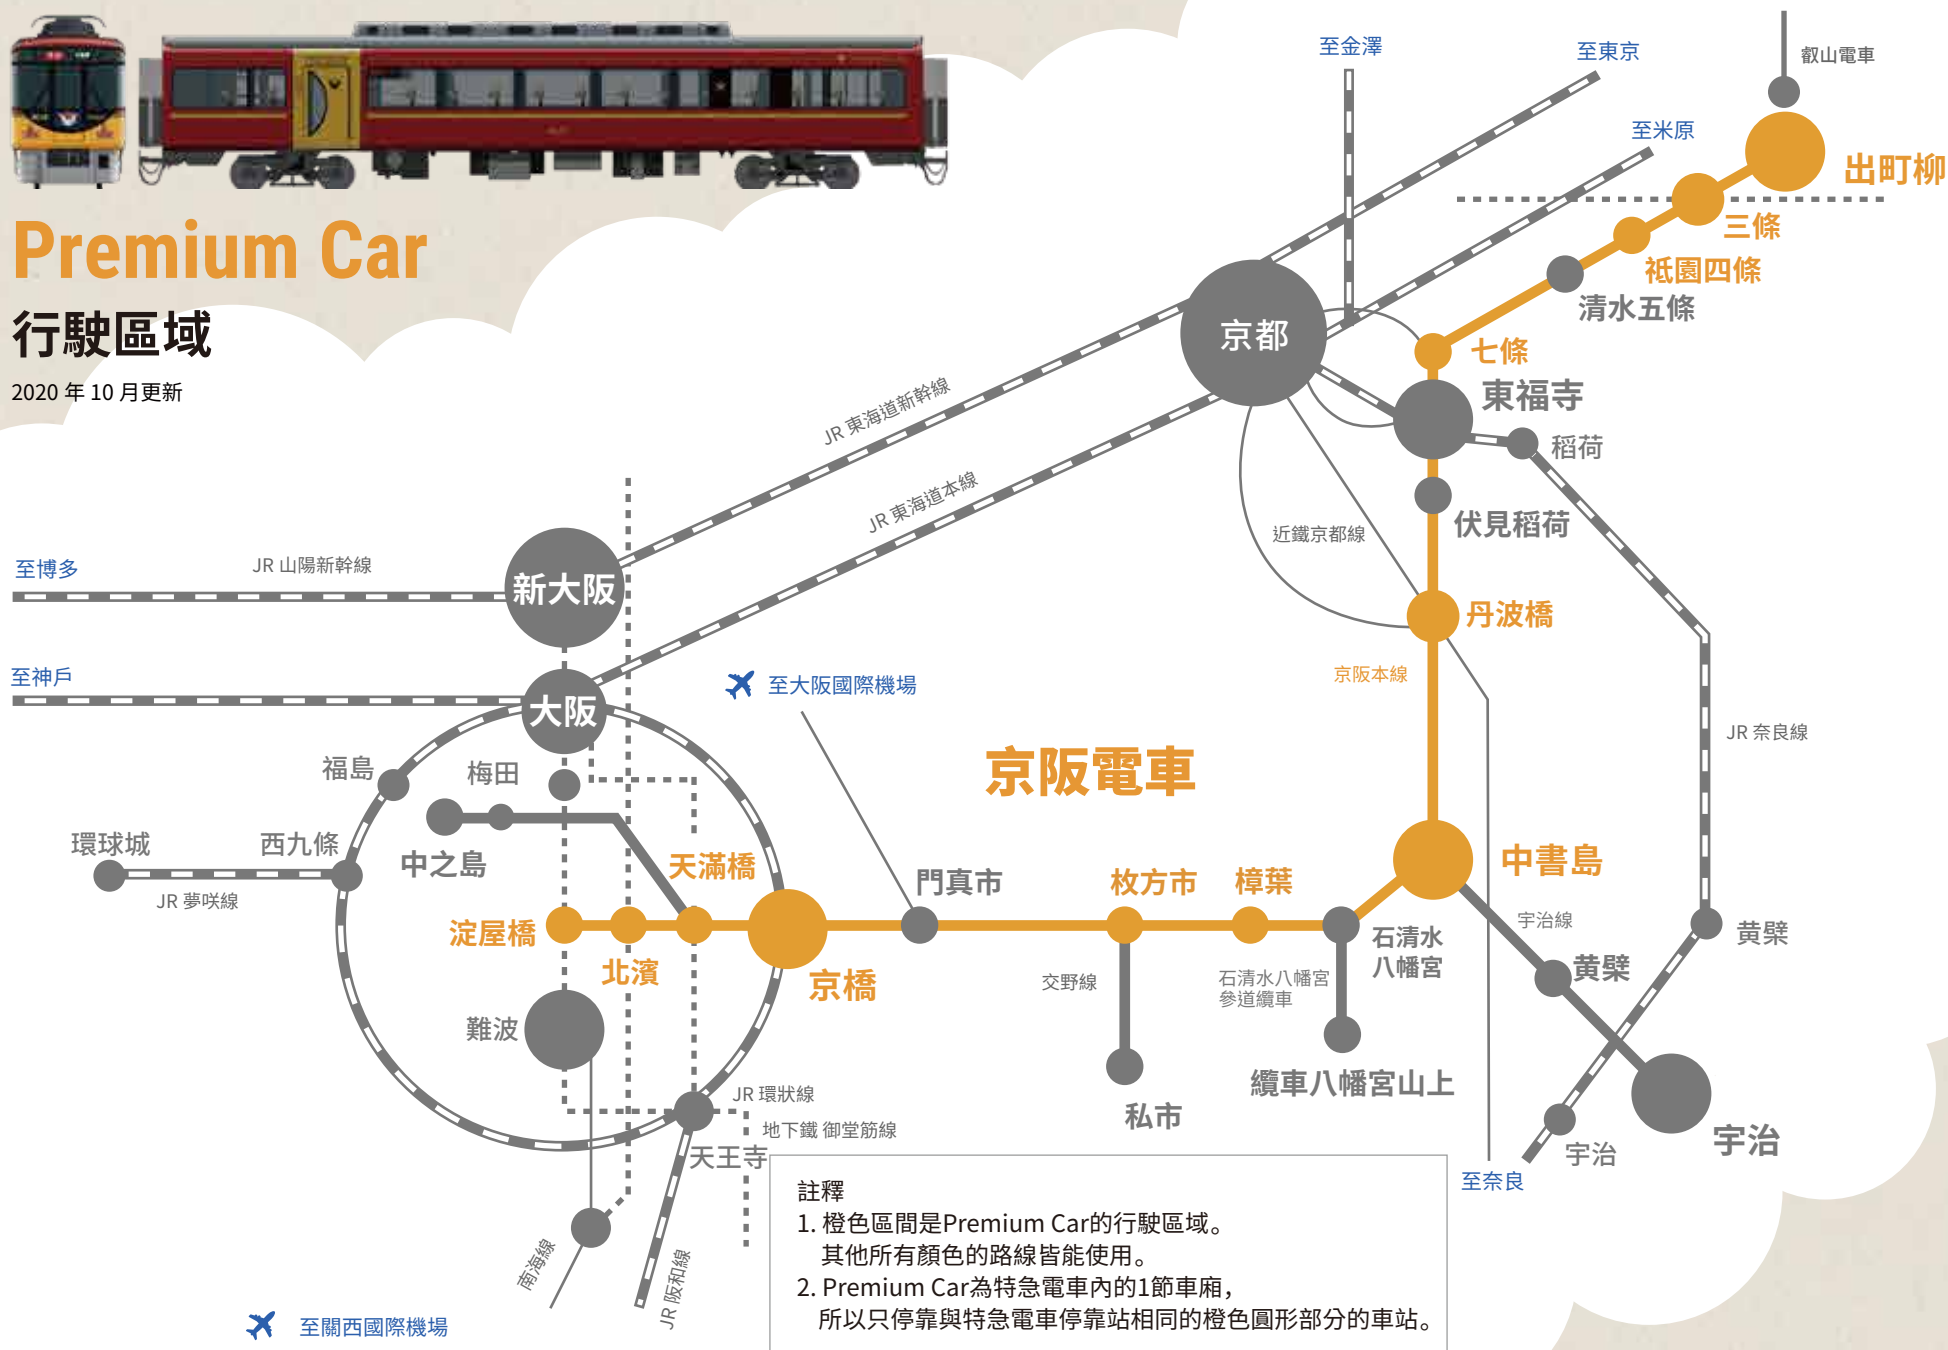 Premium Car
行駛區域
2020 年 10 月更新
至金澤
至東京
至米原
叡山電車
出町柳
三條
祇園四條
清水五條
七條
京都
東福寺
稻荷
伏見稻荷
JR 東海道新幹線
JR 東海道本線
近鐵京都線
丹波橋
京阪本線
JR 奈良線
至博多
JR 山陽新幹線
新大阪
至神戶
大阪
至大阪國際機場
京阪電車
福島
梅田
環球城
西九條
JR 夢咲線
中之島
天滿橋
淀屋橋
北濱
京橋
門真市
枚方市
樟葉
石清水
八幡宮
中書島
宇治線
黄檗
黄檗
交野線
石清水八幡宮
參道纜車
難波
私市
纜車八幡宮山上
宇治
宇治
JR 環狀線
地下鐵 御堂筋線
天王寺
至奈良
南海線
JR 阪和線
至關西國際機場
註釋
1. 橙色區間是Premium Car的行駛區域。
其他所有顏色的路線皆能使用。
2. Premium Car為特急電車內的1節車廂，
所以只停靠與特急電車停靠站相同的橙色圓形部分的車站。